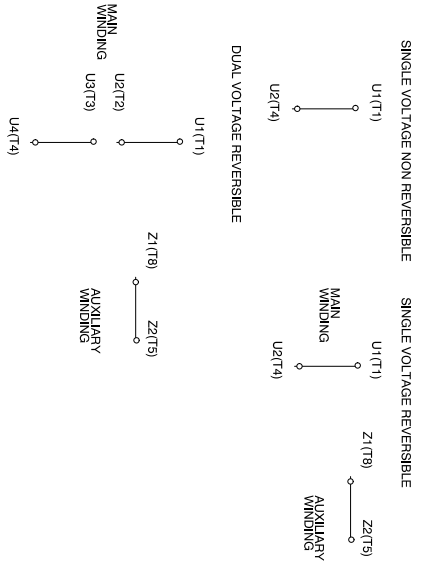 SINGLE VOLTAGE NON REVERSIBLE
U1(T1)
U2(T4)
SINGLE VOLTAGE REVERSIBLE
U1(T1)
MAIN
WINDING
U2(T4)
Z1(T8)
Z2(T5)
AUXILIARY
WINDING
DUAL VOLTAGE REVERSIBLE
U1(T1)
MAIN
WINDING
U2(T2)
U3(T3)
U4(T4)
Z1(T8)
Z2(T5)
AUXILIARY
WINDING